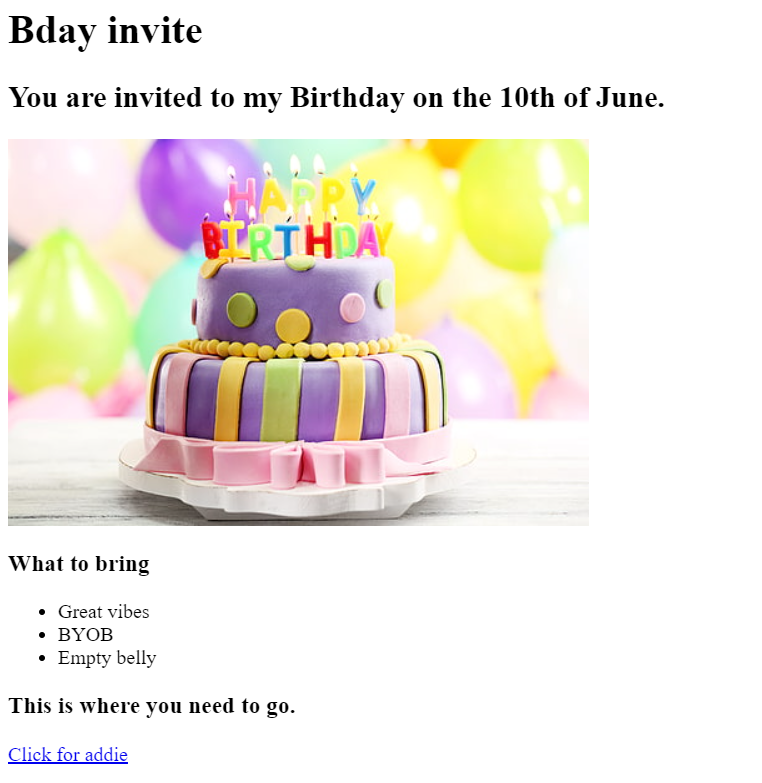 Bday invite
You are invited to my Birthday on the 10th of June.
HAPPY
BIRTHDAY
What to bring
Great vibes
BYOB
Empty belly
This is where you need to go.
Click for addie